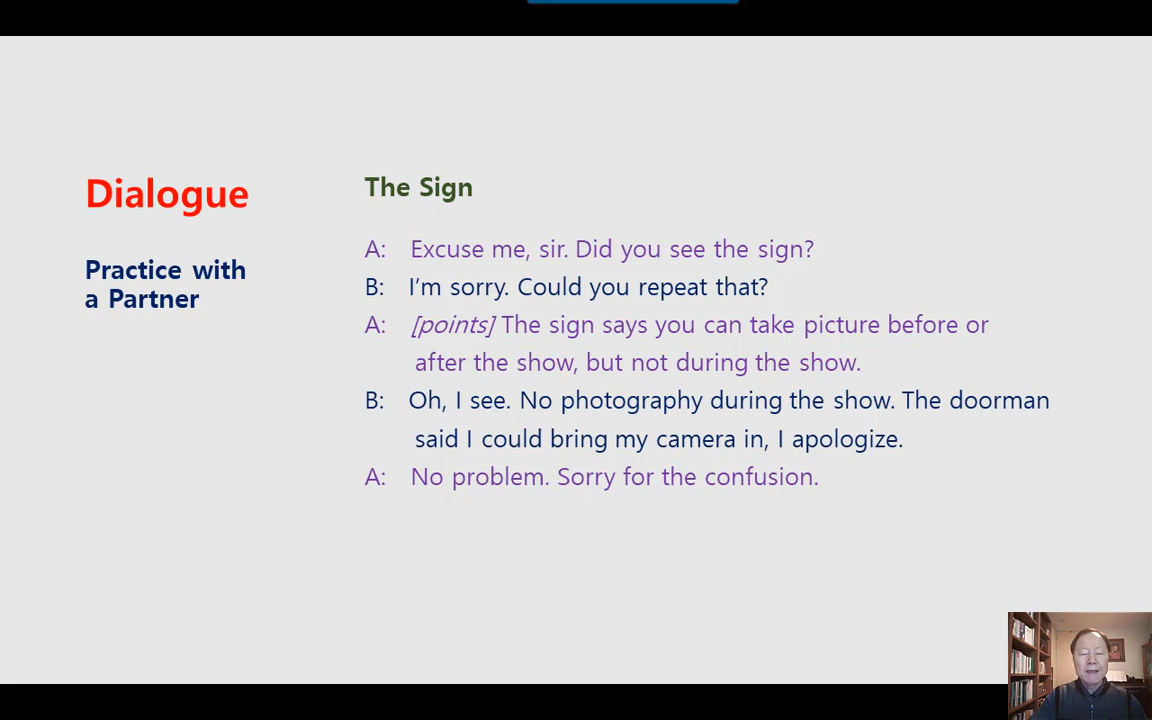 Dialogue
Practice with
a Partner
The Sign
A: Excuse me, sir. Did you see the sign?
B: I'm sorry. Could you repeat that?
A: [points] The sign says you can take picture before or
after the show, but not during the show.
B: Oh, I see. No photography during the show. The doorman
said I could bring my camera in, I apologize.
A: No problem. Sorry for the confusion.